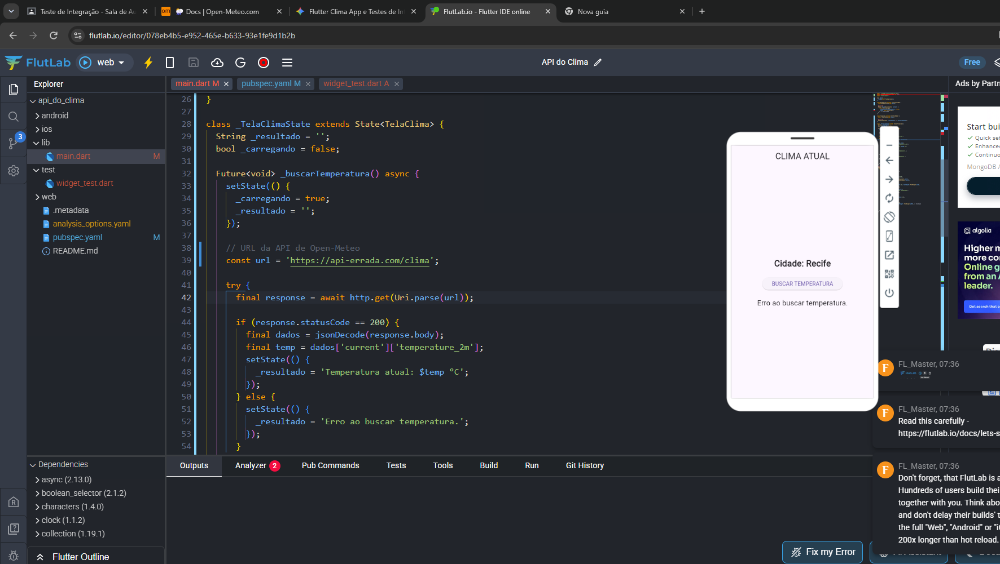 Teste de Integração - Sala de Au
Docs | Open-Meteo.com
Flutter Clima App e Testes de In
FlutLab.io - Flutter IDE online
Nova guia
flutlab.io/editor/078eb4b5-e952-465e-b633-93e1fe9d1b2b
FlutLab
web
API do Clima
Free
Explorer
api_do_clima
android
ios
3
lib
main.dart M
test
widget_test.dart
web
.metadata
analysis_options.yaml
pubspec.yaml M
README.md
Dependencies
async (2.13.0)
boolean_selector (2.1.2)
characters (1.4.0)
clock (1.1.2)
collection (1.19.1)
Flutter Outline
main.dart M
pubspec.yaml M
widget_test.dart A
26 }
27
28 class _TelaClimaState extends State<TelaClima> {
29 String _resultado = '';
30 bool _carregando = false;
31
32 Future<void> _buscarTemperatura() async {
33 setState(() {
34 _carregando = true;
35 _resultado = '';
36 });
37
38 // URL da API de Open-Meteo
39 const url = 'https://api-errada.com/clima';
40
41 try {
42 final response = await http.get(Uri.parse(url));
43
44 if (response.statusCode == 200) {
45 final dados = jsonDecode(response.body);
46 final temp = dados['current']['temperature_2m'];
47 setState(() {
48 _resultado = 'Temperatura atual: $temp °C';
49 });
50 } else {
51 setState(() {
52 _resultado = 'Erro ao buscar temperatura.';
53 });
54 }
CLIMA ATUAL
Cidade: Recife
BUSCAR TEMPERATURA
Erro ao buscar temperatura.
Outputs
Analyzer 2
Pub Commands
Tests
Tools
Build
Run
Git History
Fix my Error
Ads by Partn
Start bui
Quick set
Enhanced
Continuo
MongoDB A
algolia
Higher m
more co
Online g
from an A
leader.
Get search that c
FL_Master, 07:36
FL_Master, 07:36
Read this carefully -
https://flutlab.io/docs/lets-s
FL_Master, 07:36
Don't forget, that FlutLab is a
Hundreds of users build thei
together with you. Think abo
and don't delay their builds' t
the full "Web", "Android" or "i
200x longer than hot reload.